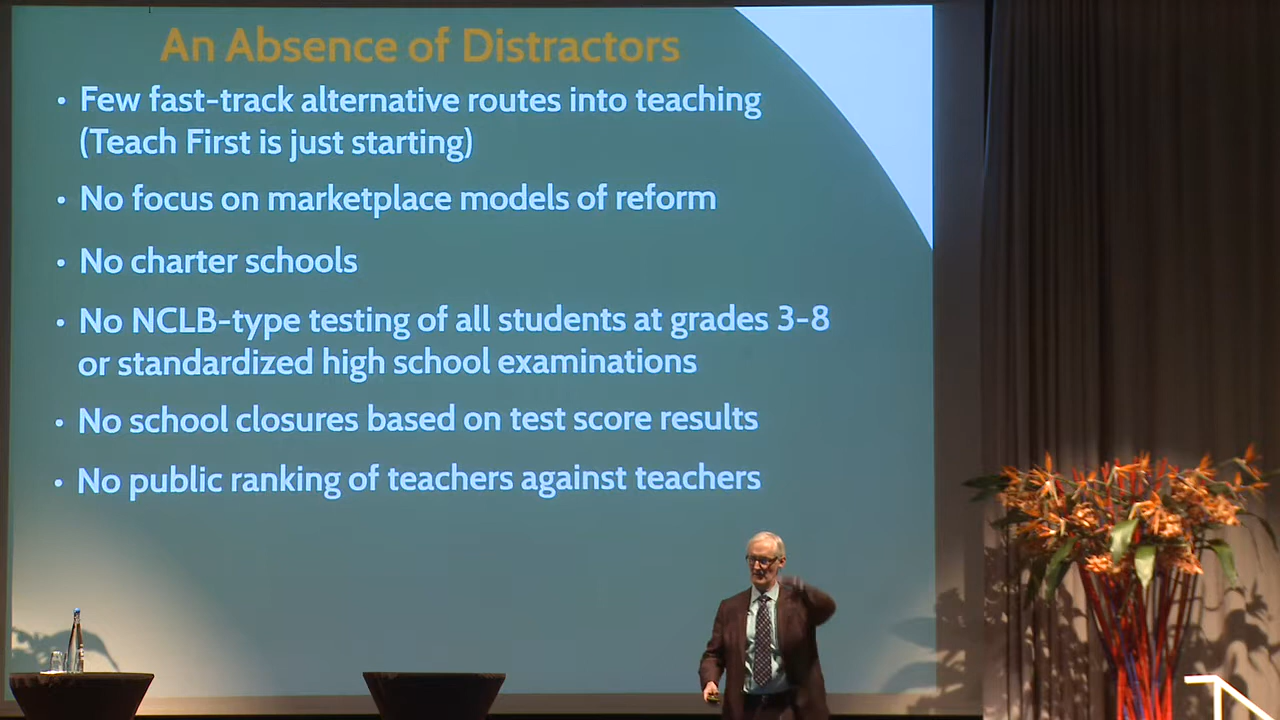 An Absence of Distractors
• Few fast-track alternative routes into teaching
(Teach First is just starting)
• No focus on marketplace models of reform
• No charter schools
• No NCLB-type testing of all students at grades 3-8
or standardized high school examinations
• No school closures based on test score results
• No public ranking of teachers against teachers